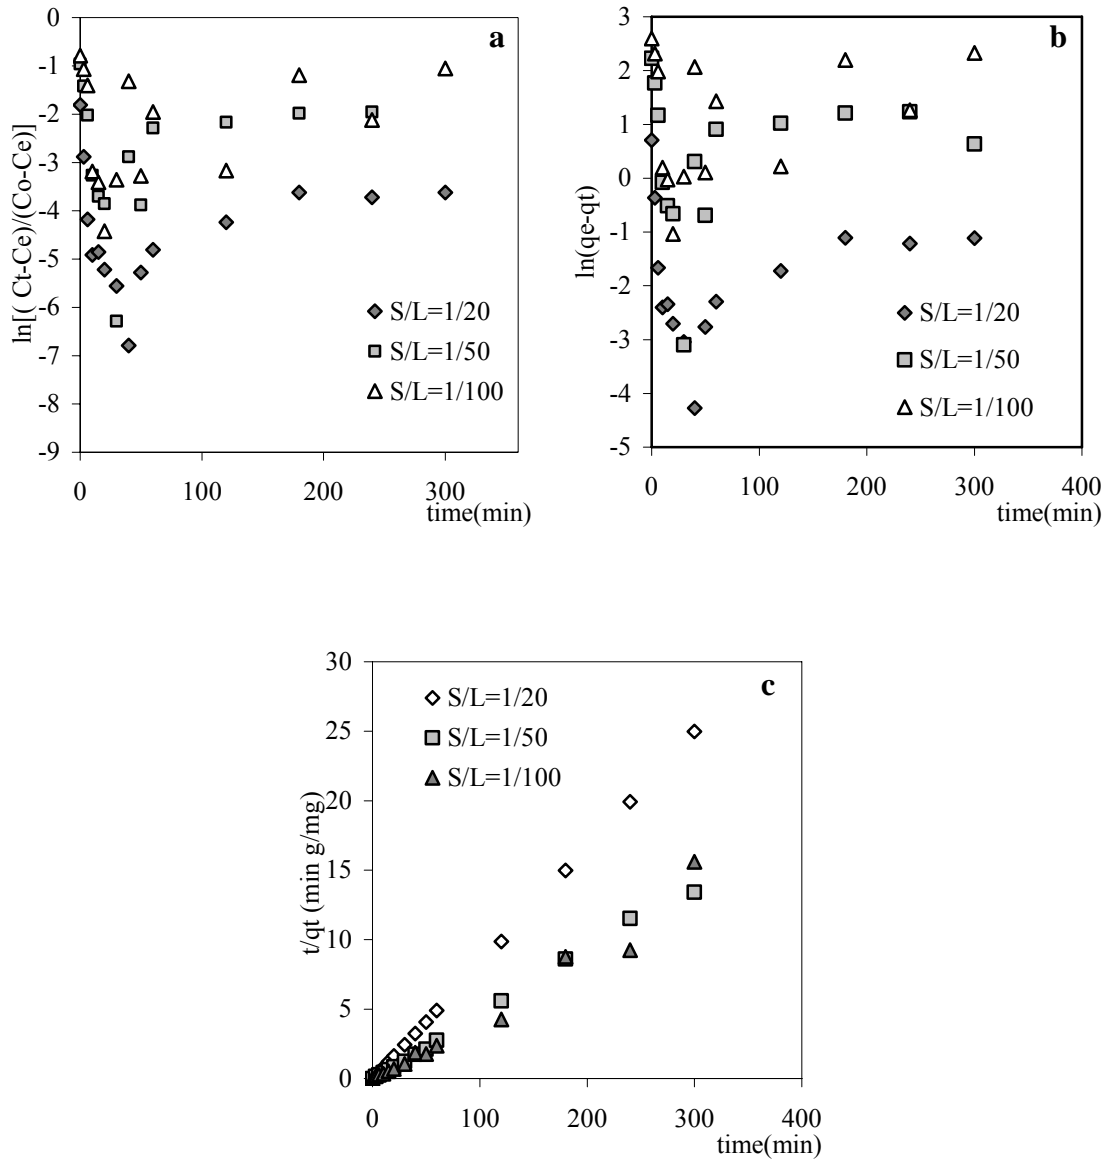 a
0
-1
-2
-3
-4
-5
-6
-7
-8
-9
ln[( Ct-Ce)/(Co-Ce)]
S/L=1/20
S/L=1/50
S/L=1/100
0 100 200 300
time(min)
b
3
2
1
0
-1
-2
-3
-4
-5
ln(qe-qt)
S/L=1/20
S/L=1/50
S/L=1/100
0 100 200 300 400
time(min)
c
30
25
20
15
10
5
0
t/qt (min g/mg)
S/L=1/20
S/L=1/50
S/L=1/100
0 100 200 300 400
time(min)